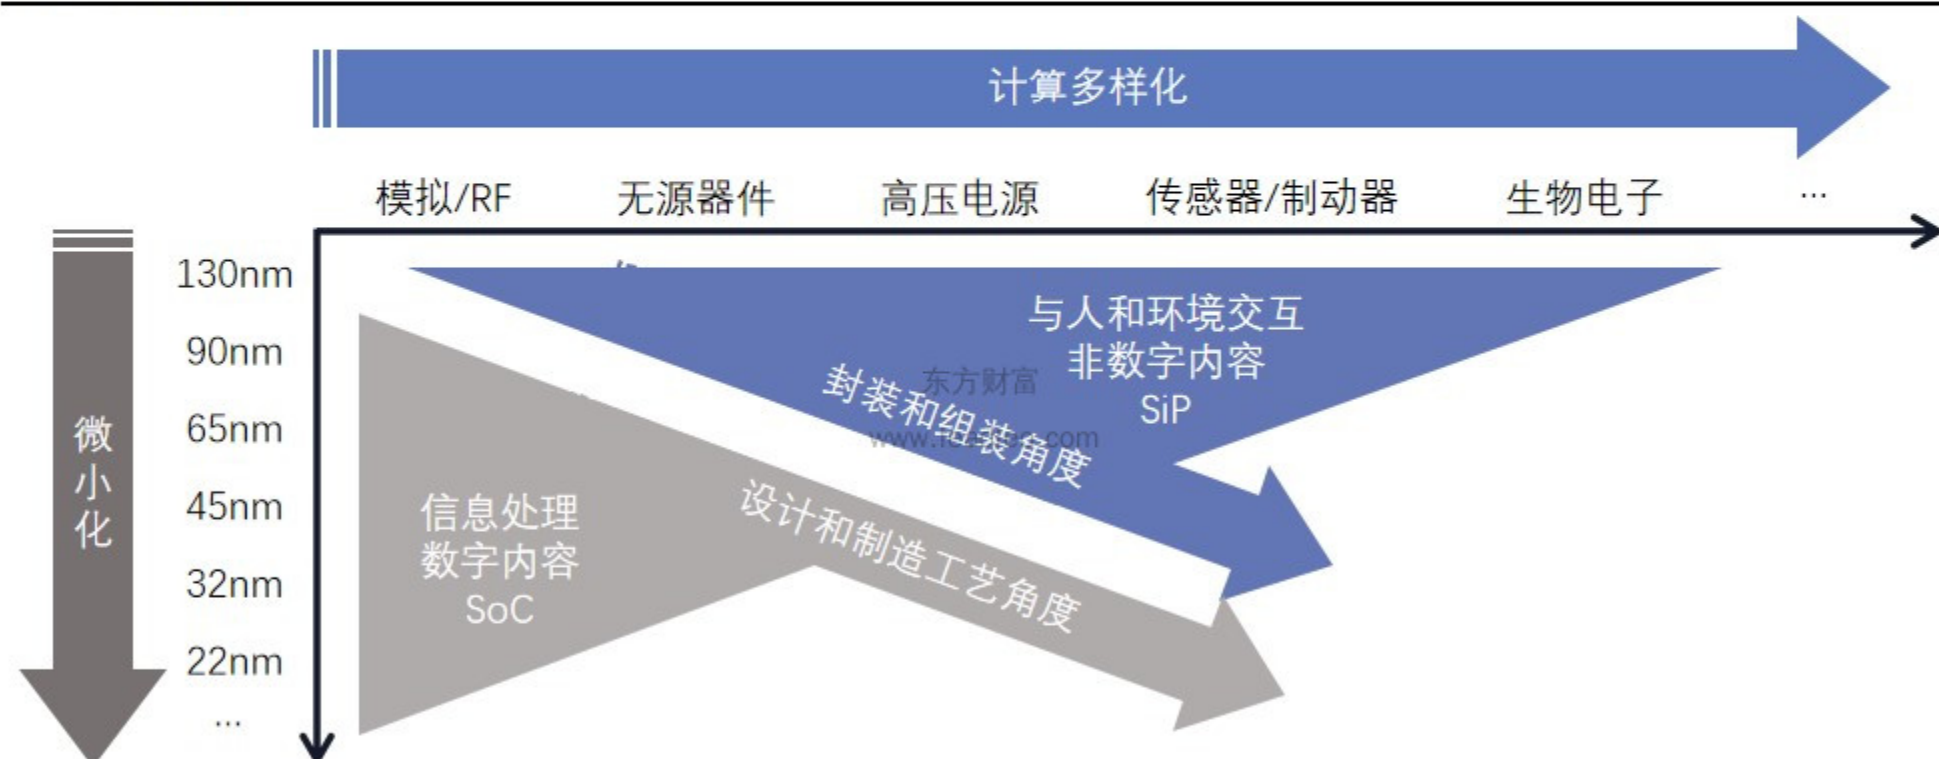 计算多样化
模拟/RF 无源器件 高压电源 传感器/制动器 生物电子 ...
130nm
90nm
65nm
45nm
32nm
22nm
...
微
小
化
与人和环境交互
非数字内容
SiP
封装和组装角度
东方财富
信息处理
数字内容
SoC
设计和制造工艺角度